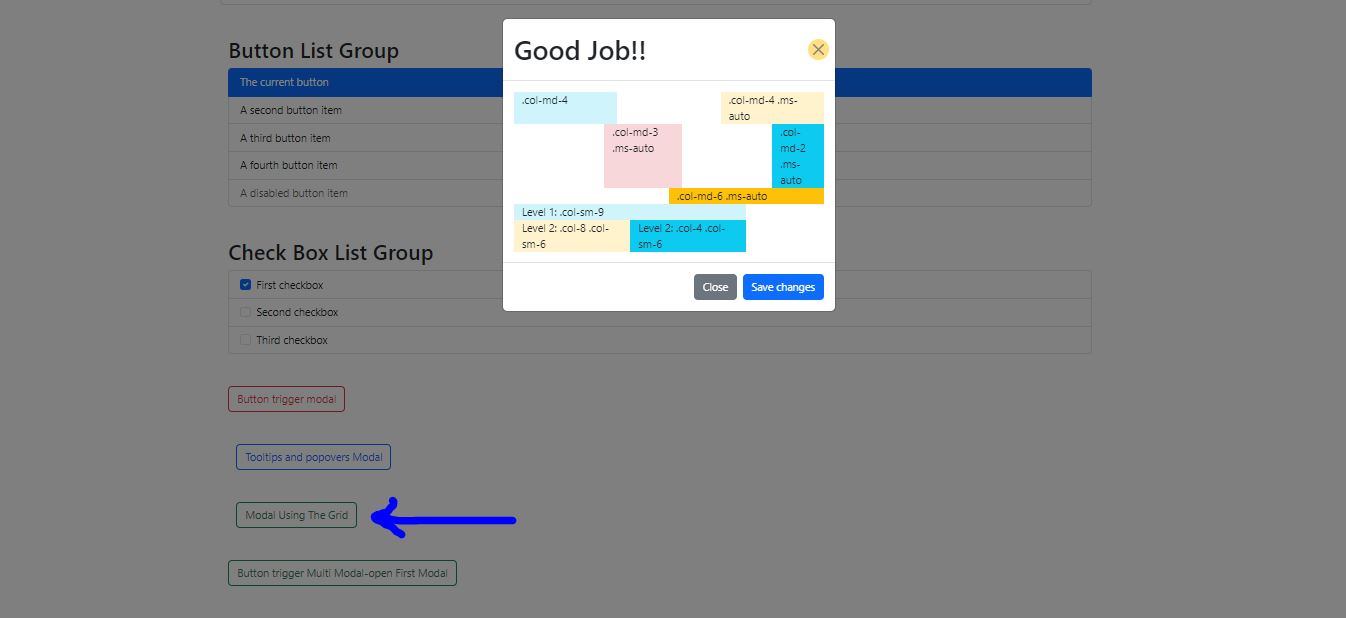 Button List Group
The current button
A second button item
A third button item
A fourth button item
A disabled button item
Check Box List Group
First checkbox
Second checkbox
Third checkbox
Button trigger modal
Tooltips and popovers Modal
Modal Using The Grid
Button trigger Multi Modal-open First Modal
Good Job!!
.col-md-4
.col-md-4 .ms-
auto
.col-md-3
.ms-auto
.col-
md-2
.ms-
auto
.col-md-6 .ms-auto
Level 1: .col-sm-9
Level 2: .col-8 .col-
sm-6
Level 2: .col-4 .col-
sm-6
Close
Save changes